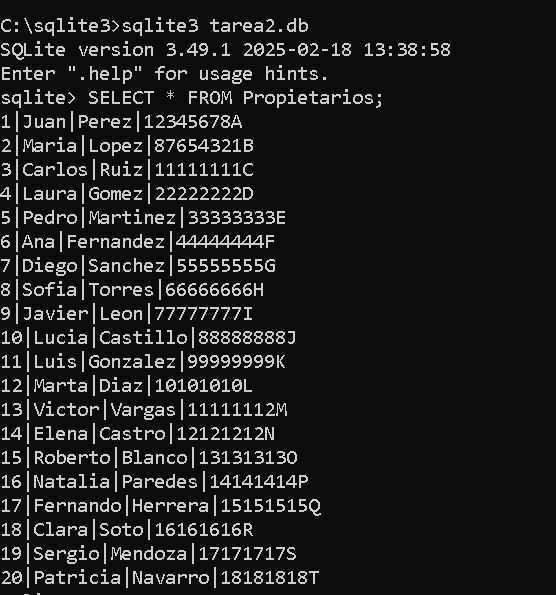 C:\sqlite3>sqlite3 tarea2.db
SQLite version 3.49.1 2025-02-18 13:38:58
Enter ".help" for usage hints.
sqlite> SELECT * FROM Propietarios;
1|Juan|Perez|12345678A
2|Maria|Lopez|87654321B
3|Carlos|Ruiz|11111111C
4|Laura|Gomez|22222222D
5|Pedro|Martinez|33333333E
6|Ana|Fernandez|44444444F
7|Diego|Sanchez|55555555G
8|Sofia|Torres|66666666H
9|Javier|Leon|77777777I
10|Lucia|Castillo|88888888J
11|Luis|Gonzalez|99999999K
12|Marta|Diaz|10101010L
13|Victor|Vargas|11111112M
14|Elena|Castro|12121212N
15|Roberto|Blanco|13131313O
16|Natalia|Paredes|14141414P
17|Fernando|Herrera|15151515Q
18|Clara|Soto|16161616R
19|Sergio|Mendoza|17171717S
20|Patricia|Navarro|18181818T